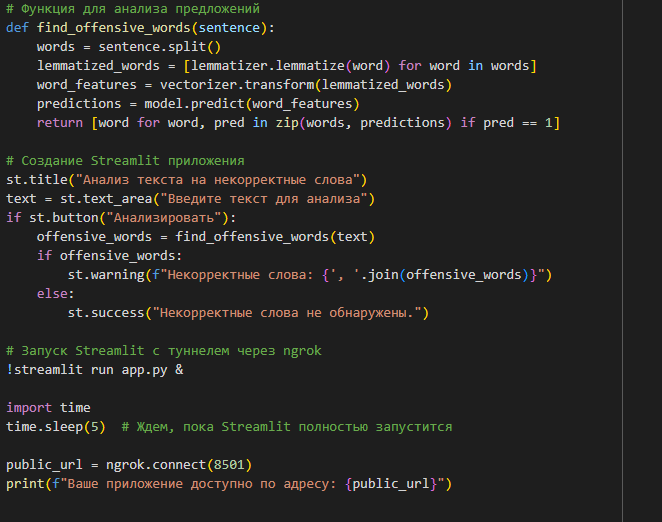 # Функция для анализа предложений
def find_offensive_words(sentence):
    words = sentence.split()
    lemmatized_words = [lemmatizer.lemmatize(word) for word in words]
    word_features = vectorizer.transform(lemmatized_words)
    predictions = model.predict(word_features)
    return [word for word, pred in zip(words, predictions) if pred == 1]

# Создание Streamlit приложения
st.title("Анализ текста на некорректные слова")
text = st.text_area("Введите текст для анализа")
if st.button("Анализировать"):
    offensive_words = find_offensive_words(text)
    if offensive_words:
        st.warning(f"Некорректные слова: {', '.join(offensive_words)}")
    else:
        st.success("Некорректные слова не обнаружены.")

# Запуск Streamlit с туннелем через ngrok
!streamlit run app.py &

import time
time.sleep(5)  # Ждем, пока Streamlit полностью запустится

public_url = ngrok.connect(8501)
print(f"Ваше приложение доступно по адресу: {public_url}")